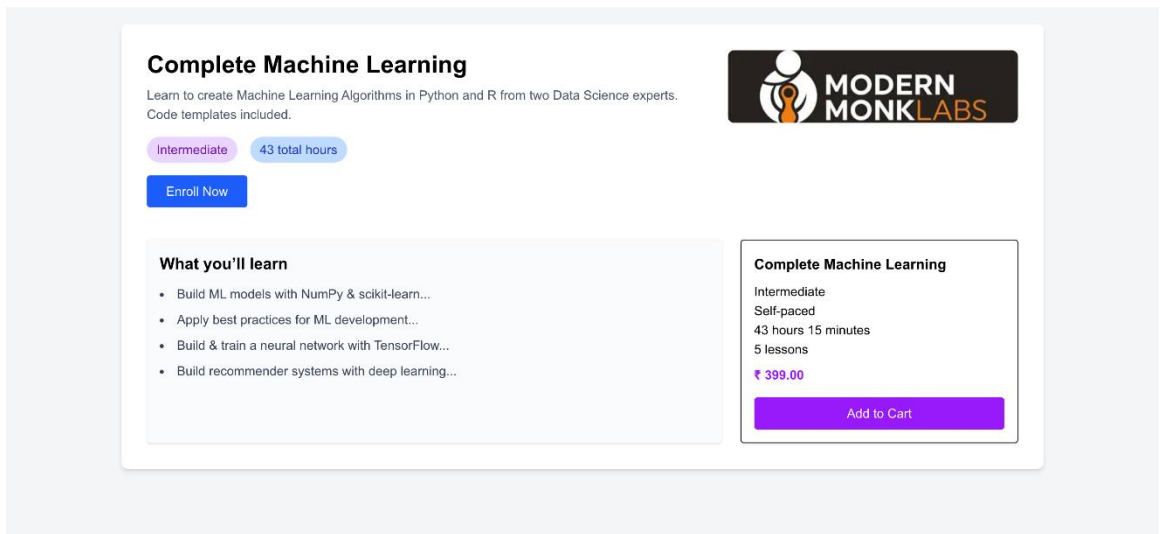 Complete Machine Learning
Learn to create Machine Learning Algorithms in Python and R from two Data Science experts.
Code templates included.
Intermediate
43 total hours
Enroll Now
MODERN
MONKLABS
What you’ll learn
• Build ML models with NumPy & scikit-learn...
• Apply best practices for ML development...
• Build & train a neural network with TensorFlow...
• Build recommender systems with deep learning...
Complete Machine Learning
Intermediate
Self-paced
43 hours 15 minutes
5 lessons
₹ 399.00
Add to Cart